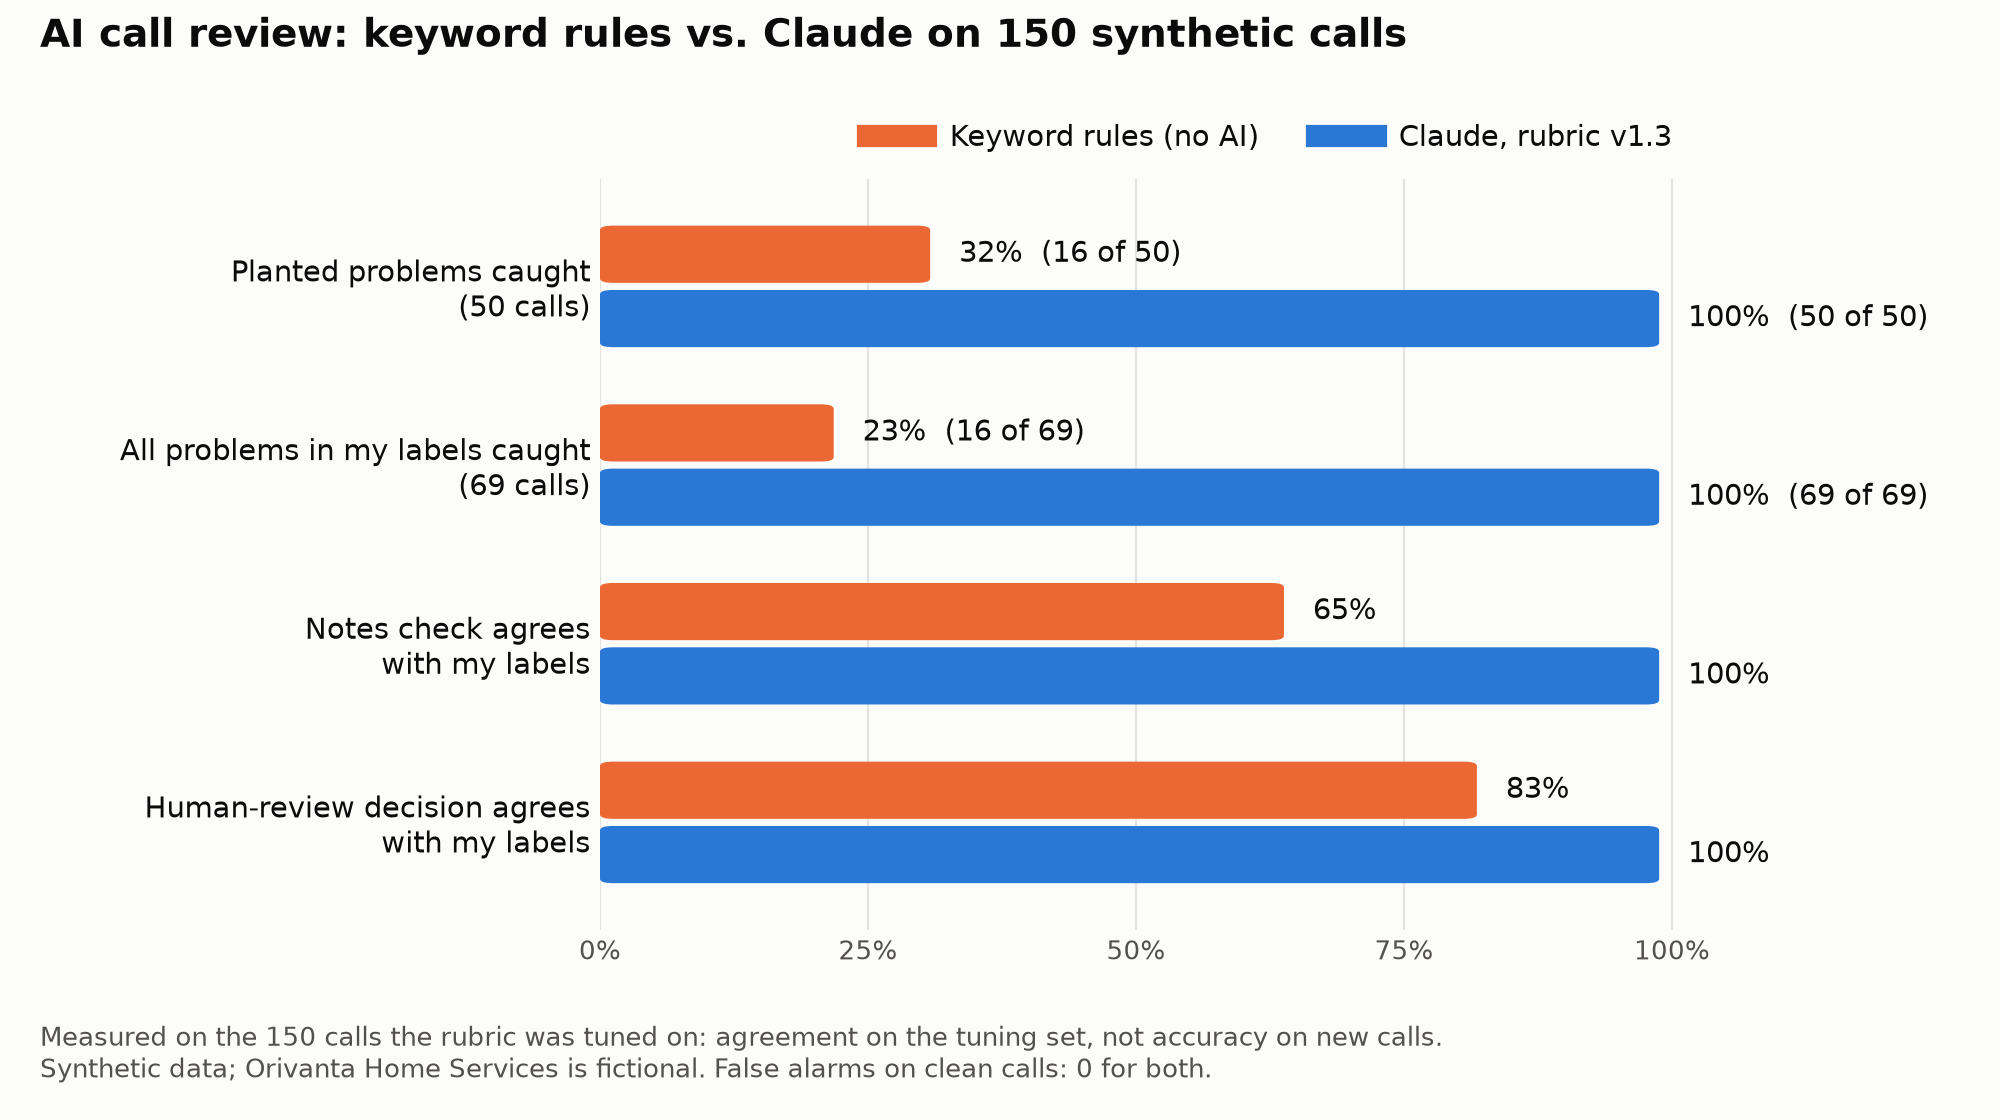 AI call review: keyword rules vs. Claude on 150 synthetic calls
Keyword rules (no AI)
Claude, rubric v1.3
Planted problems caught
(50 calls)
32% (16 of 50)
100% (50 of 50)
All problems in my labels caught
(69 calls)
23% (16 of 69)
100% (69 of 69)
Notes check agrees
with my labels
65%
100%
Human-review decision agrees
with my labels
83%
100%
0%
25%
50%
75%
100%
Measured on the 150 calls the rubric was tuned on: agreement on the tuning set, not accuracy on new calls.
Synthetic data; Orivanta Home Services is fictional. False alarms on clean calls: 0 for both.